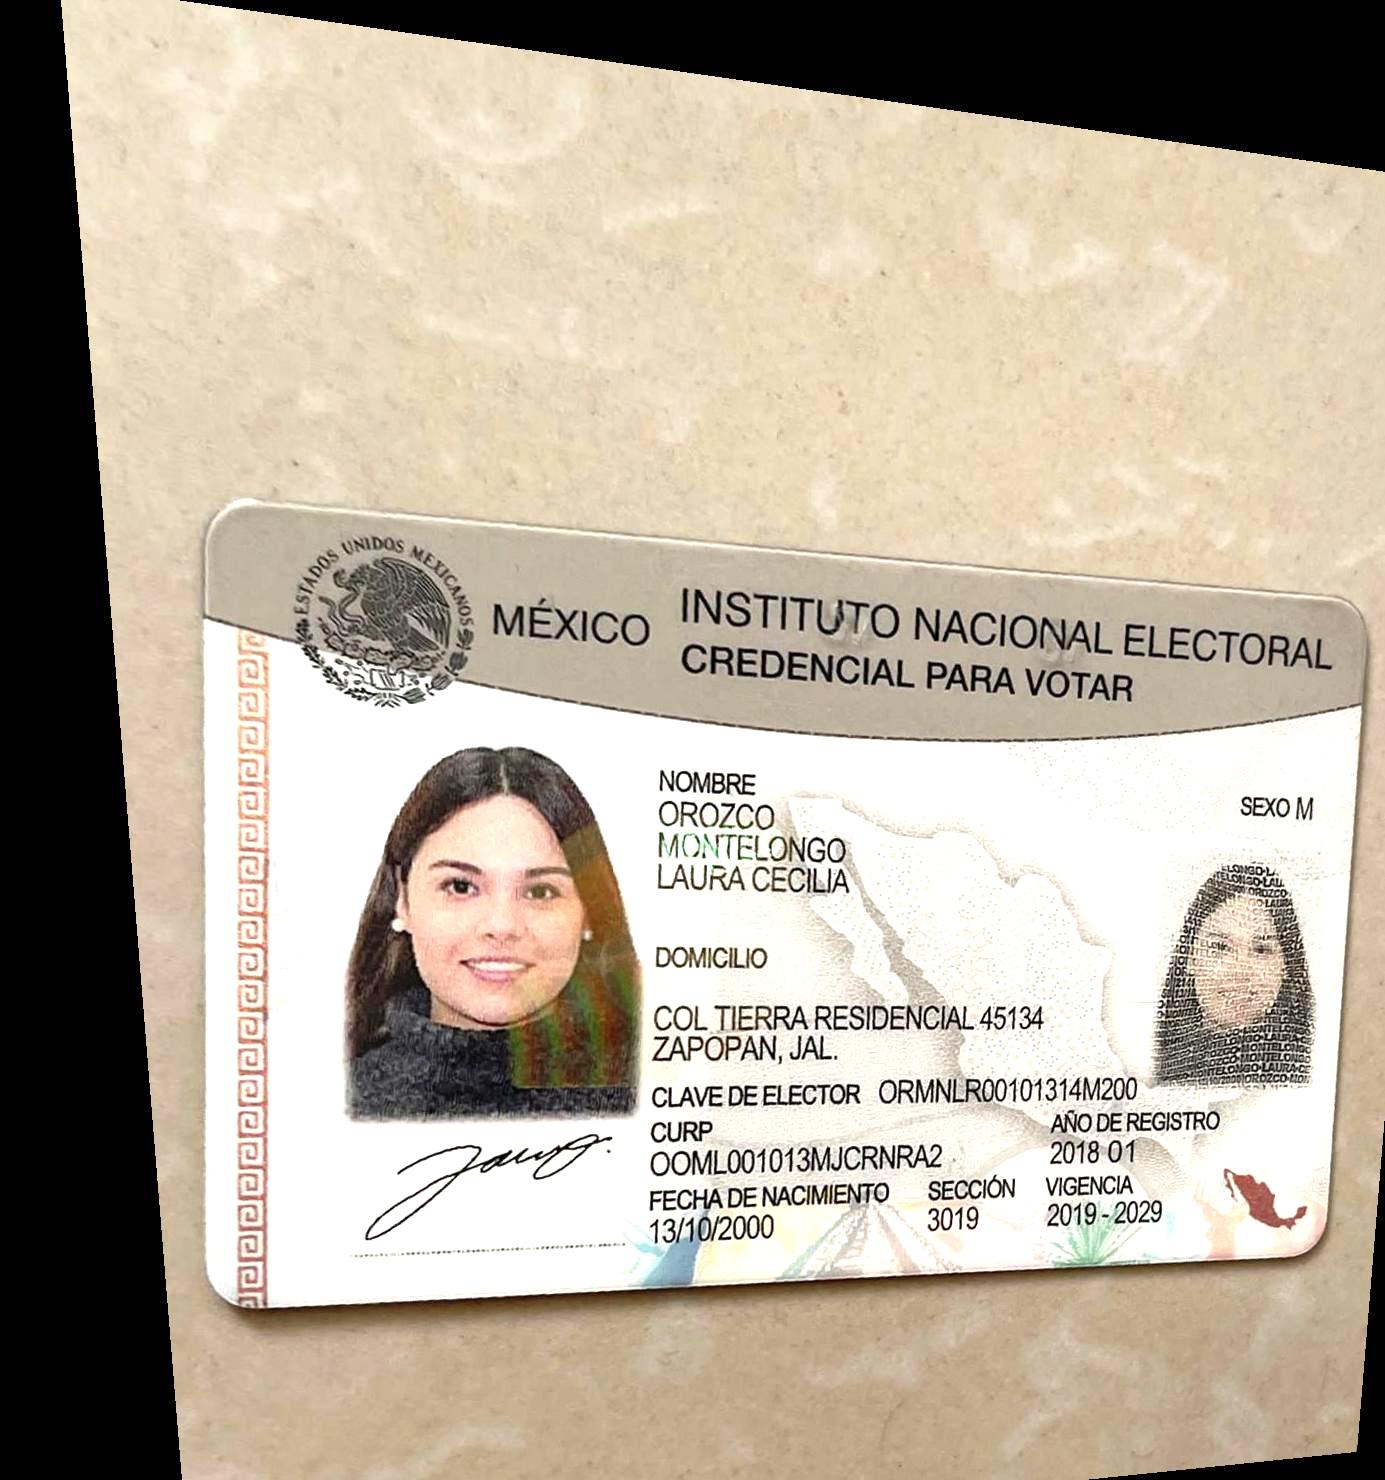 ESTADOS UNIDOS MEXICANOS
MÉXICO
INSTITUTO NACIONAL ELECTORAL
CREDENCIAL PARA VOTAR
NOMBRE
OROZCO
MONTELONGO
LAURA CECILIA
SEXO M
DOMICILIO
COL TIERRA RESIDENCIAL 45134
ZAPOPAN, JAL.
CLAVE DE ELECTOR ORMNLR00101314M200
CURP
OOML001013MJCRNRA2
AÑO DE REGISTRO
2018 01
FECHA DE NACIMIENTO
13/10/2000
SECCIÓN
3019
VIGENCIA
2019 - 2029